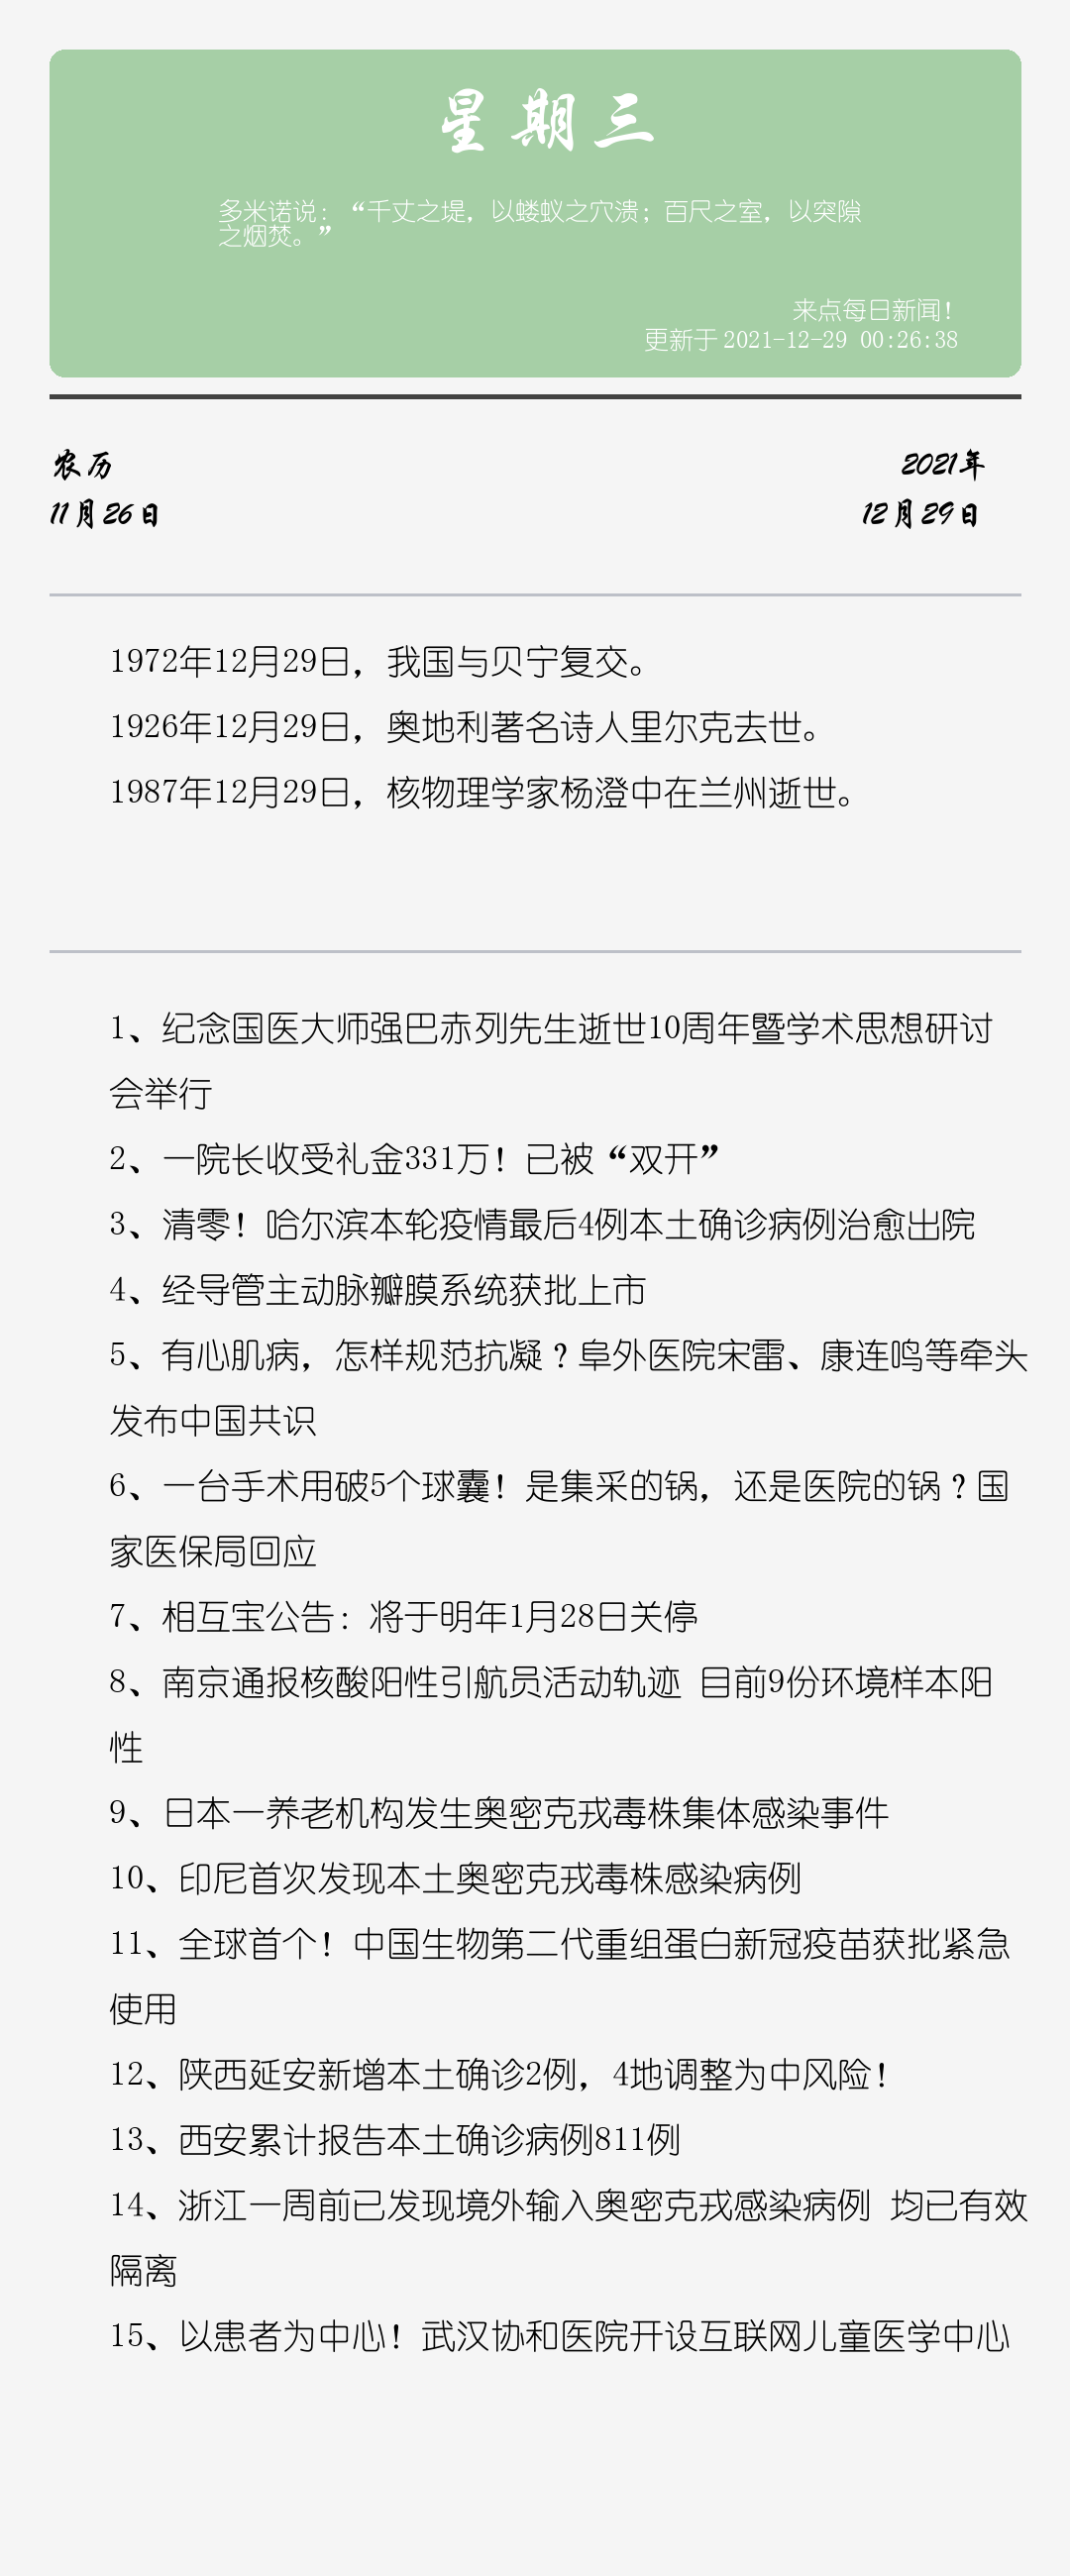 星期三
多米诺说：“千丈之堤，以蝼蚁之穴溃；百尺之室，以突隙
之烟焚。”
来点每日新闻！
更新于 2021-12-29 00:26:38
农历
2021年
11月26日
12月29日
1972年12月29日，我国与贝宁复交。
1926年12月29日，奥地利著名诗人里尔克去世。
1987年12月29日，核物理学家杨澄中在兰州逝世。
1、纪念国医大师强巴赤列先生逝世10周年暨学术思想研讨
会举行
2、一院长收受礼金331万！已被“双开”
3、清零！哈尔滨本轮疫情最后4例本土确诊病例治愈出院
4、经导管主动脉瓣膜系统获批上市
5、有心肌病，怎样规范抗凝？阜外医院宋雷、康连鸣等牵头
发布中国共识
6、一台手术用破5个球囊！是集采的锅，还是医院的锅？国
家医保局回应
7、相互宝公告：将于明年1月28日关停
8、南京通报核酸阳性引航员活动轨迹 目前9份环境样本阳
性
9、日本一养老机构发生奥密克戎毒株集体感染事件
10、印尼首次发现本土奥密克戎毒株感染病例
11、全球首个！中国生物第二代重组蛋白新冠疫苗获批紧急
使用
12、陕西延安新增本土确诊2例，4地调整为中风险！
13、西安累计报告本土确诊病例811例
14、浙江一周前已发现境外输入奥密克戎感染病例 均已有效
隔离
15、以患者为中心！武汉协和医院开设互联网儿童医学中心